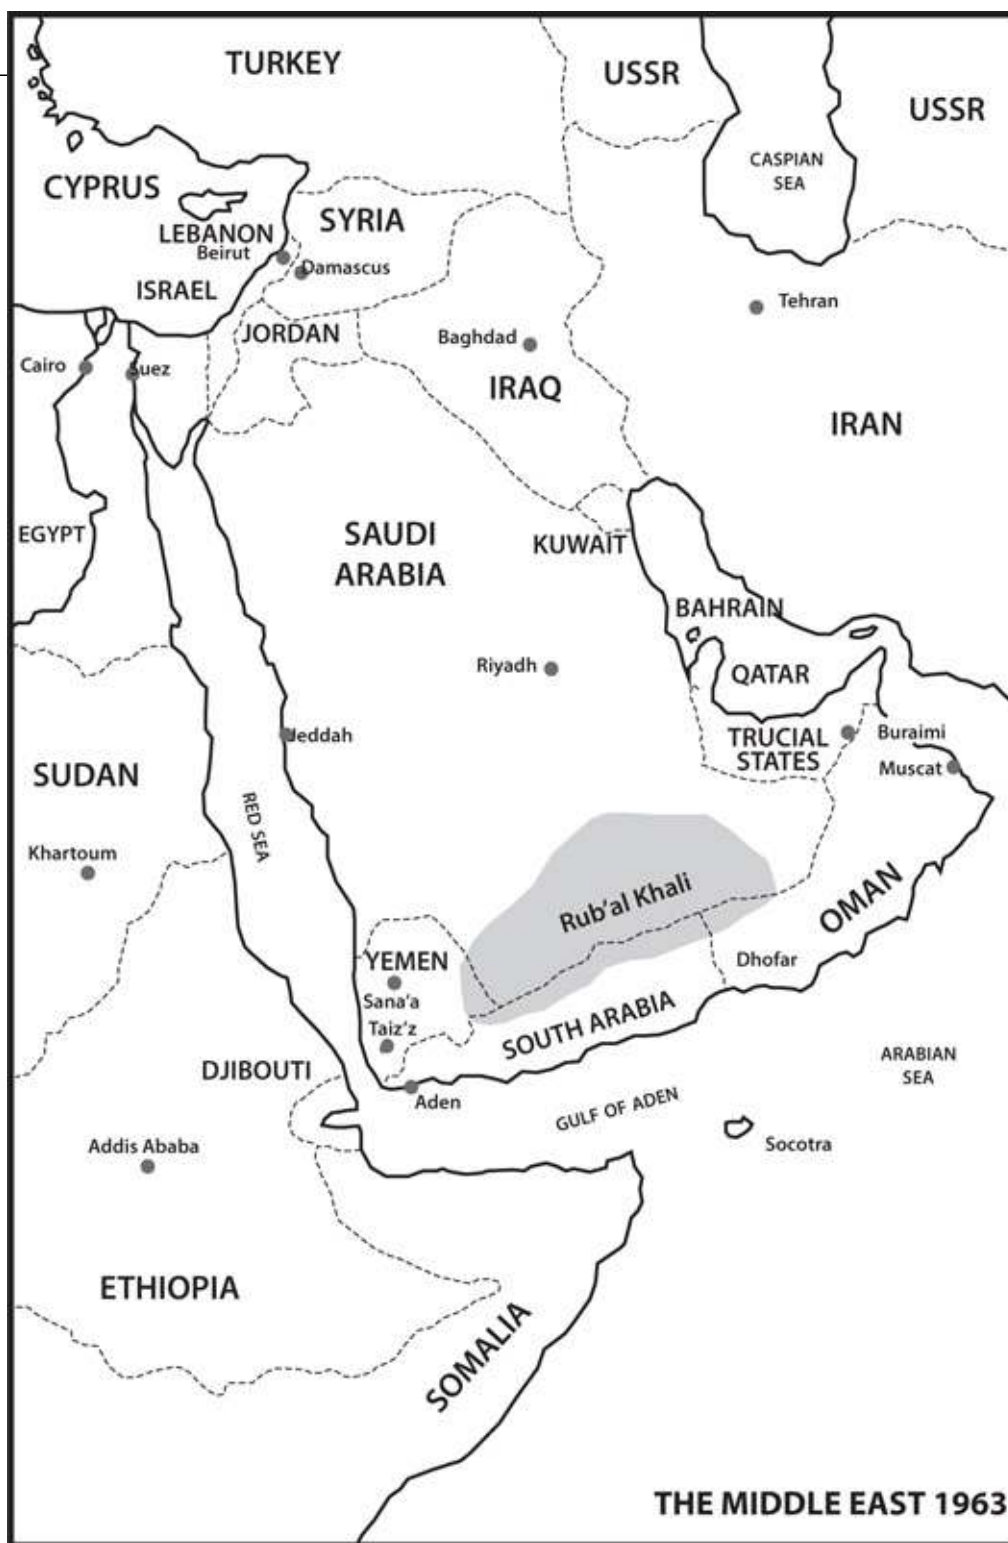 TURKEY
USSR
USSR
CASPIAN
SEA
CYPRUS
SYRIA
LEBANON
Beirut
Damascus
ISRAEL
Tehran
JORDAN
Baghdad
Cairo
Suez
IRAQ
IRAN
EGYPT
SAUDI
ARABIA
KUWAIT
BAHRAIN
Riyadh
QATAR
Jeddah
TRUCIAL
STATES
Buraimi
Muscat
SUDAN
RED SEA
Khartoum
Rub'al Khali
OMAN
YEMEN
Sana'a
Dhofar
Taiz'z
SOUTH ARABIA
DJIBOUTI
ARABIAN
SEA
Aden
GULF OF ADEN
Addis Ababa
Socotra
ETHIOPIA
SOMALIA
THE MIDDLE EAST 1963